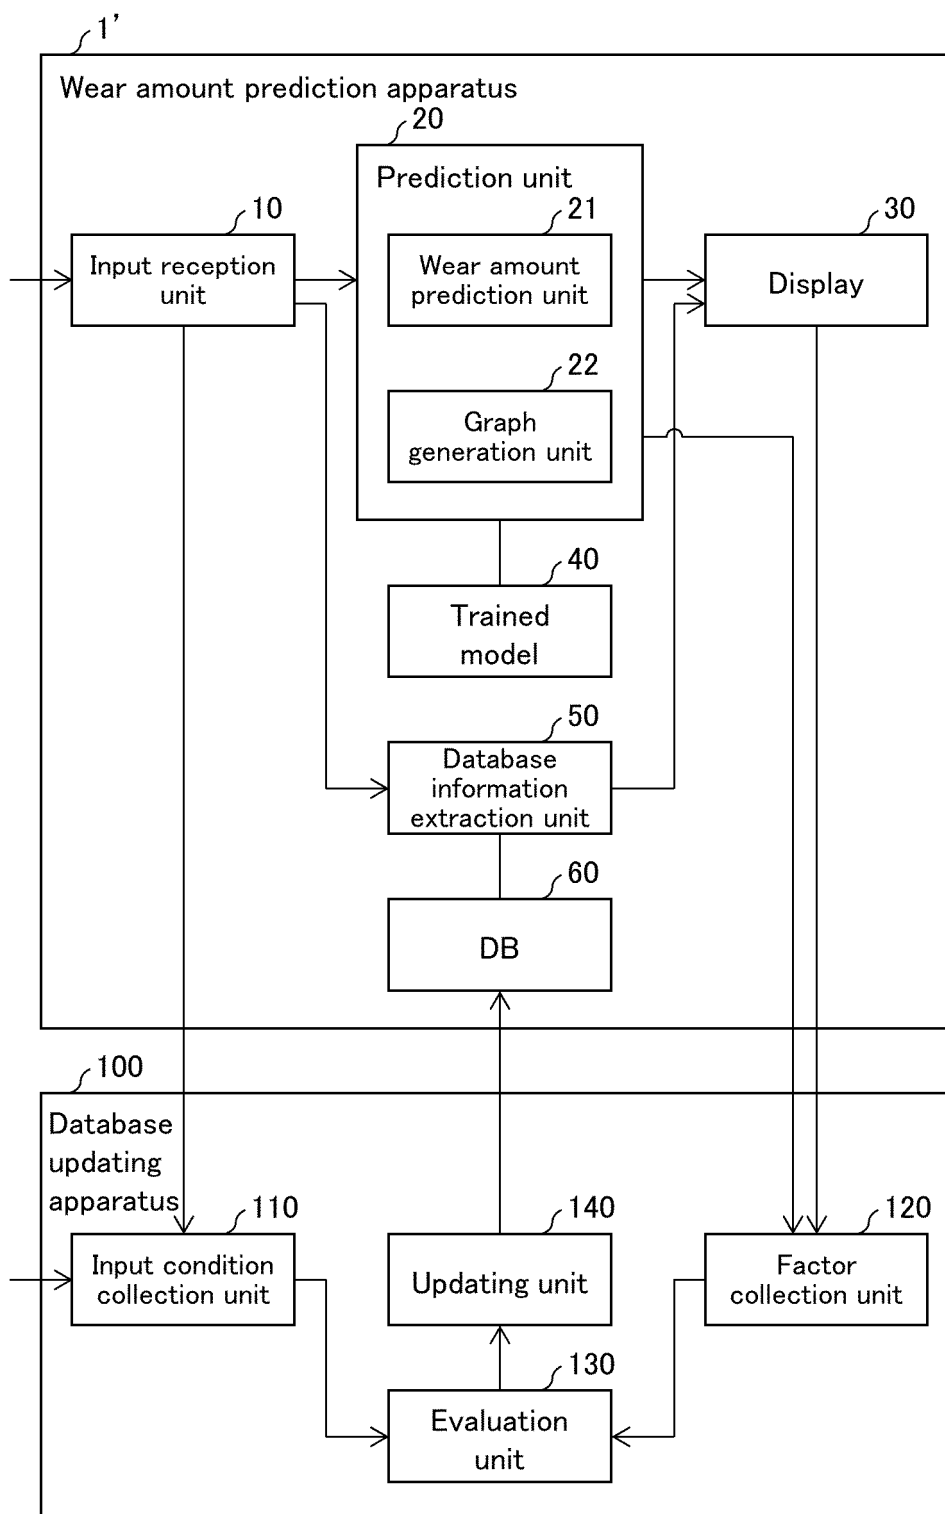 1’
Wear amount prediction apparatus
20
Prediction unit
10
Input reception
unit
21
Wear amount
prediction unit
30
Display
22
Graph
generation unit
40
Trained
model
50
Database
information
extraction unit
60
DB
100
Database
updating
apparatus
110
Input condition
collection unit
140
Updating unit
120
Factor
collection unit
130
Evaluation
unit